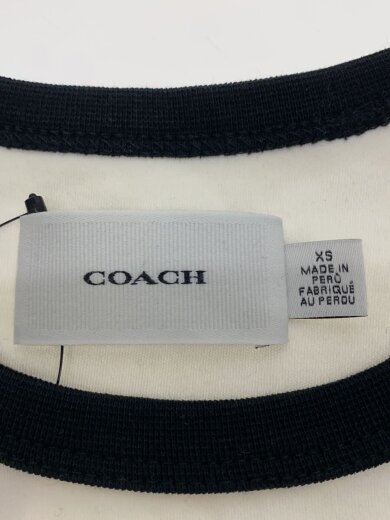 COACH
XS
MADE IN
PERÚ
FABRIQUÉ
AU PEROU